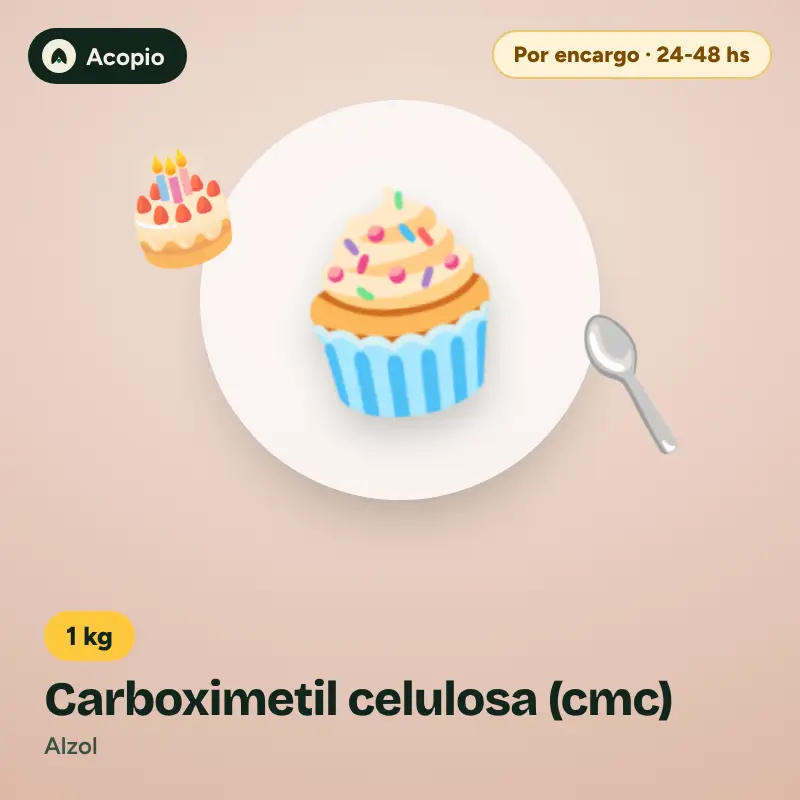 Acopio
Por encargo · 24-48 hs
1 kg
Carboximetil celulosa (cmc)
Alzol